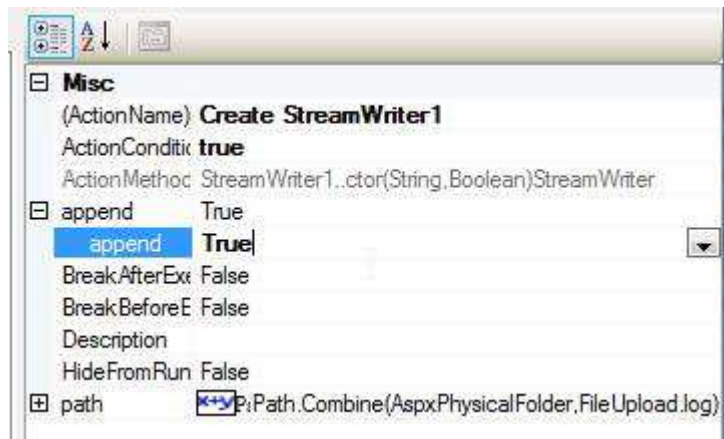 A Z
Misc
(ActionName) Create StreamWriter1
ActionConditic true
ActionMethoc StreamWriter1..ctor(String,Boolean)StreamWriter
append True
append True
BreakAfterExe False
BreakBeforeE False
Description
HideFromRun False
path x+y P:Path.Combine(AspxPhysicalFolder,FileUpload.log)